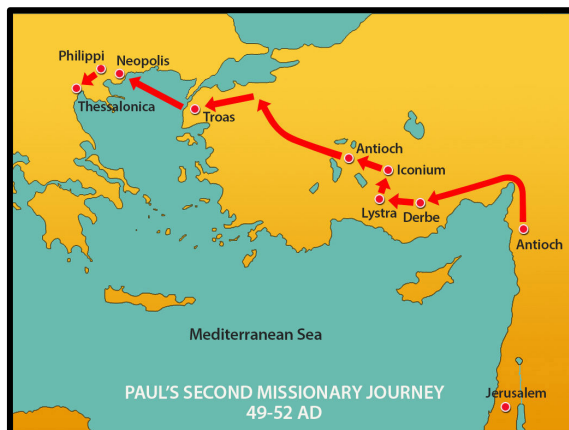 Philippi
Neopolis
Thessalonica
Troas
Antioch
Iconium
Lystra
Derbe
Antioch
Mediterranean Sea
PAUL'S SECOND MISSIONARY JOURNEY
49-52 AD
Jerusalem